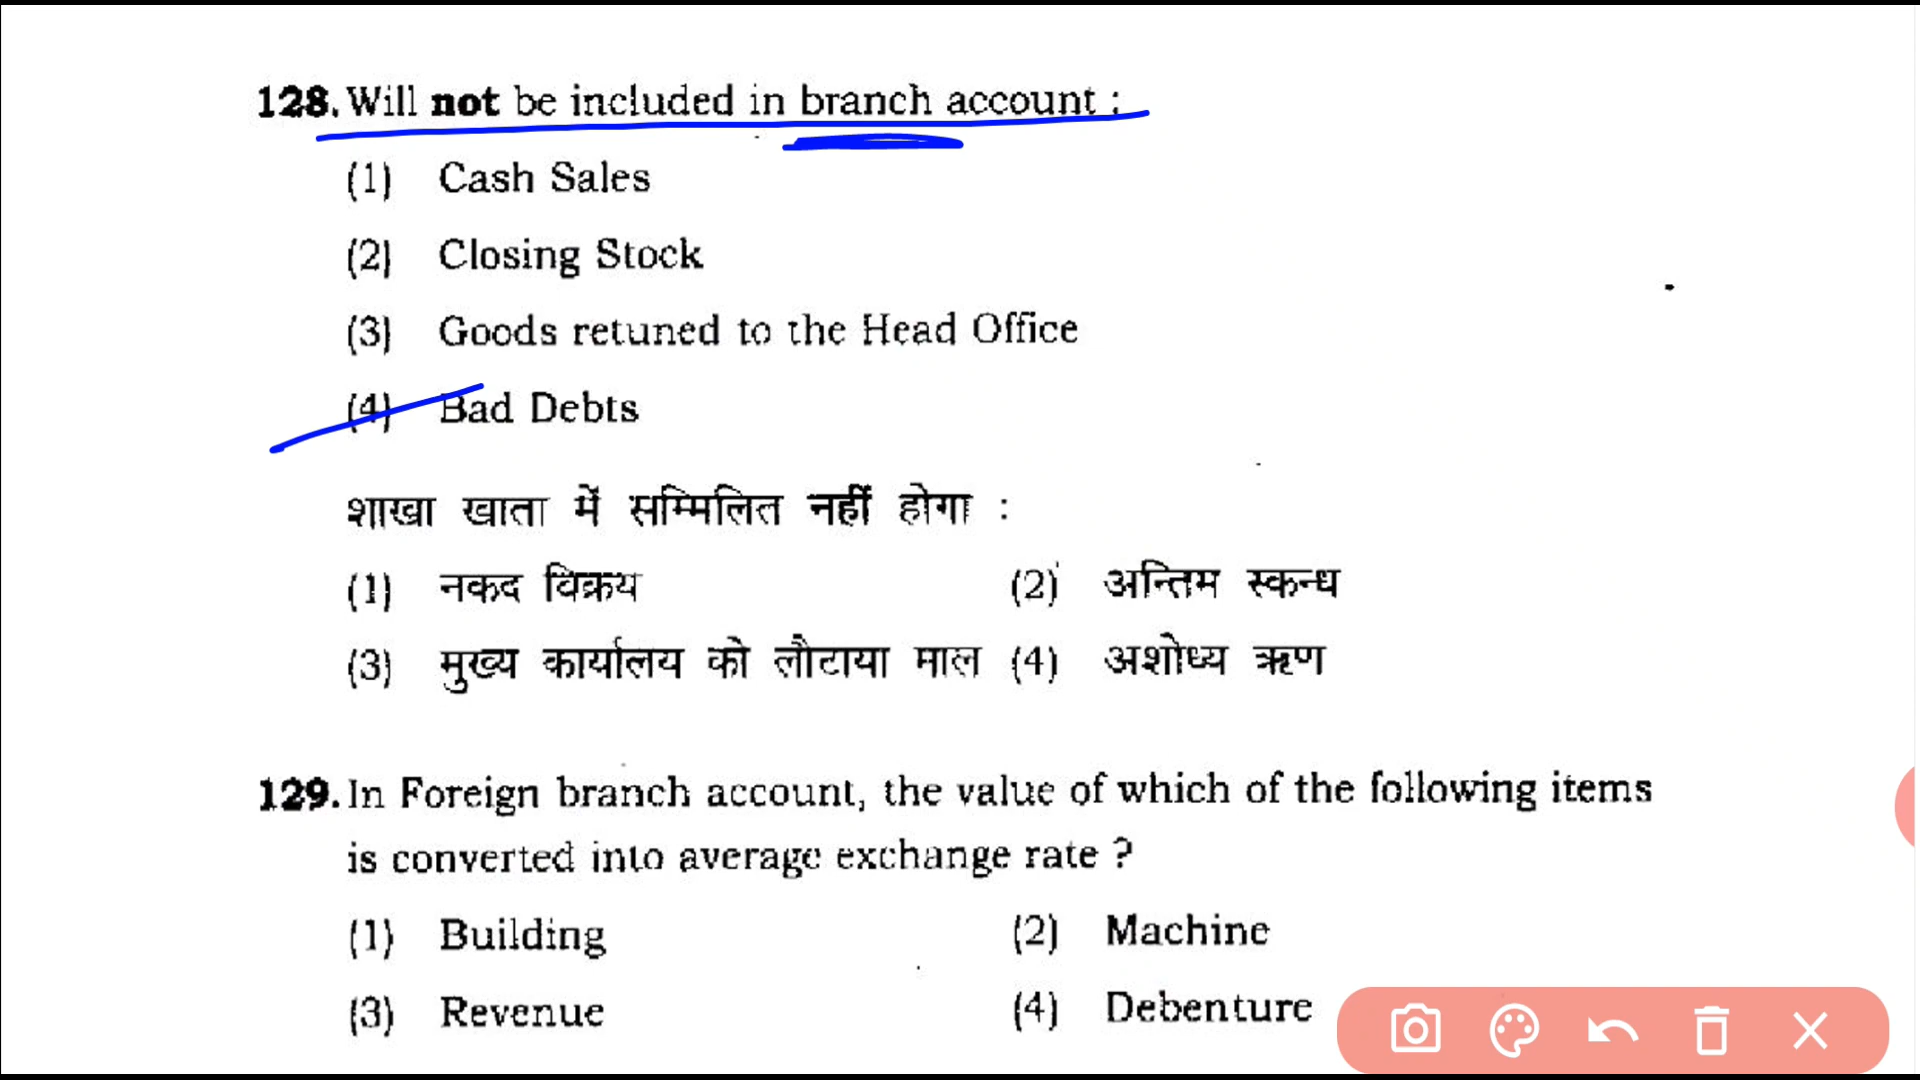 128. Will not be included in branch account :
(1) Cash Sales
(2) Closing Stock
(3) Goods retuned to the Head Office
(4) Bad Debts
शाखा खाता में सम्मिलित नहीं होगा :
(1) नकद विक्रय (2) अन्तिम स्कन्ध
(3) मुख्य कार्यालय को लौटाया माल (4) अशोध्य ऋण
129. In Foreign branch account, the value of which of the following items
is converted into average exchange rate ?
(1) Building (2) Machine
(3) Revenue (4) Debenture